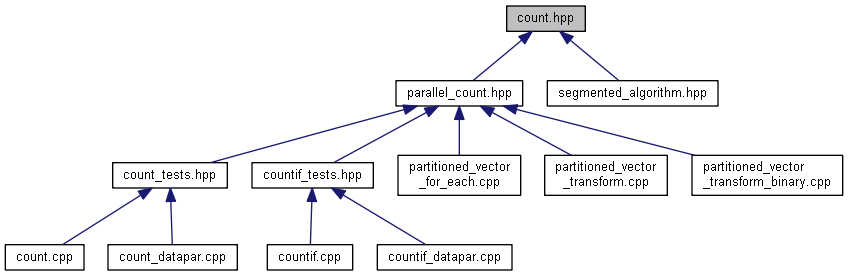 count.hpp
parallel_count.hpp
segmented_algorithm.hpp
count_tests.hpp
countif_tests.hpp
partitioned_vector
_for_each.cpp
partitioned_vector
_transform.cpp
partitioned_vector
_transform_binary.cpp
count.cpp
count_datapar.cpp
countif.cpp
countif_datapar.cpp